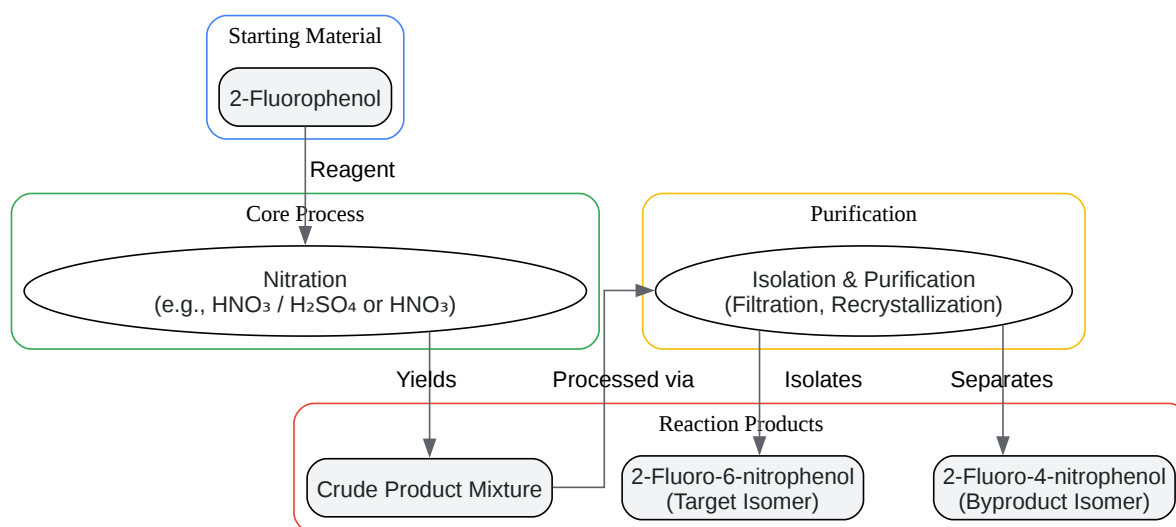 Starting Material
2-Fluorophenol
Reagent
Core Process
Nitration
(e.g., HNO₃ / H₂SO₄ or HNO₃)
Purification
Isolation & Purification
(Filtration, Recrystallization)
Yields
Processed via
Isolates
Separates
Reaction Products
Crude Product Mixture
2-Fluoro-6-nitrophenol
(Target Isomer)
2-Fluoro-4-nitrophenol
(Byproduct Isomer)